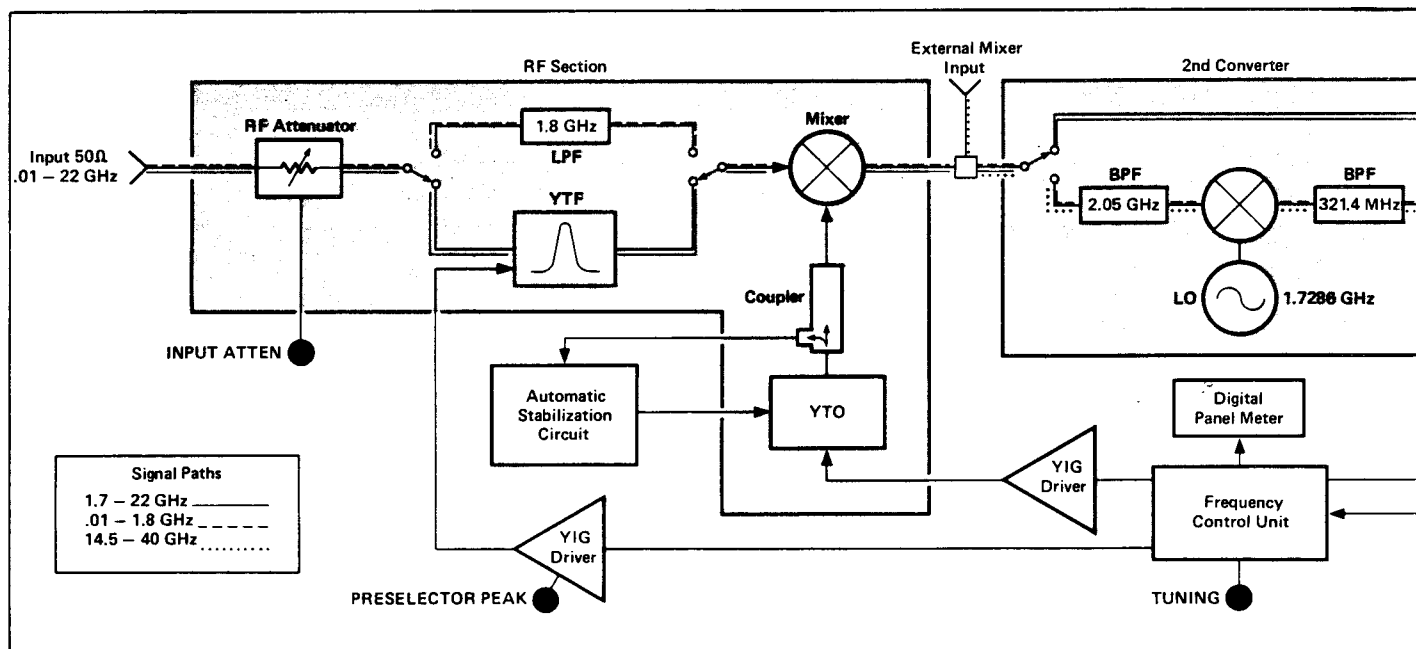 RF Section
External Mixer
Input
2nd Converter
RF Attenuator
1.8 GHz
LPF
Mixer
Input 50Ω
.01 – 22 GHz
YTF
BPF
2.05 GHz
BPF
321.4 MHz
Coupler
LO
1.7286 GHz
INPUT ATTEN
Automatic
Stabilization
Circuit
YTO
Digital
Panel Meter
Signal Paths
1.7 – 22 GHz
.01 – 1.8 GHz
14.5 – 40 GHz
YIG
Driver
YIG
Driver
Frequency
Control Unit
PRESELECTOR PEAK
TUNING